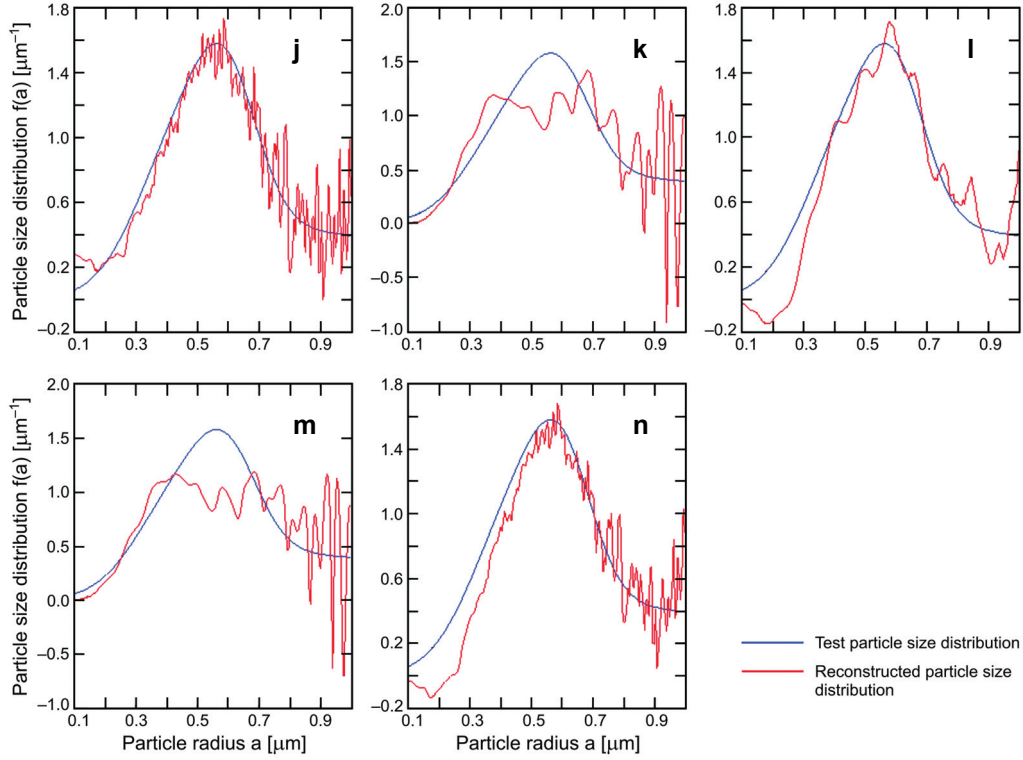 Particle size distribution f(a) [μm⁻¹]
1.8
1.4
1.0
0.6
0.2
–0.2
j
0.1 0.3 0.5 0.7 0.9
2.0
1.5
1.0
0.5
0.0
–0.5
–1.0
k
0.1 0.3 0.5 0.7 0.9
1.8
1.4
1.0
0.6
0.2
–0.2
l
0.1 0.3 0.5 0.7 0.9
Particle size distribution f(a) [μm⁻¹]
2.0
1.5
1.0
0.5
0.0
–0.5
–1.0
m
0.1 0.3 0.5 0.7 0.9
Particle radius a [μm]
1.8
1.4
1.0
0.6
0.2
–0.2
n
0.1 0.3 0.5 0.7 0.9
Particle radius a [μm]
Test particle size distribution
Reconstructed particle size
distribution